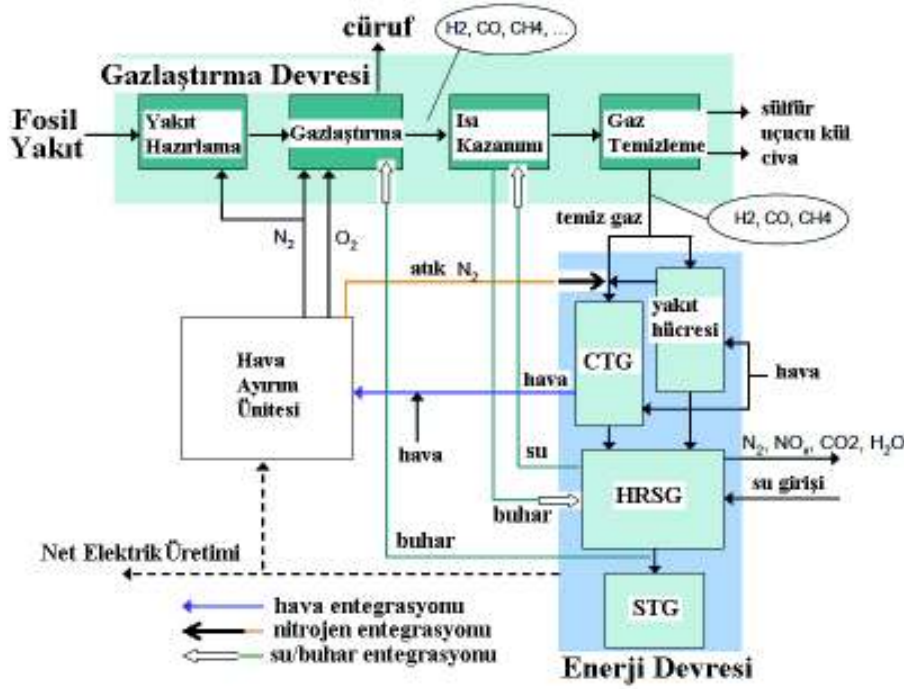 cüruf
H2, CO, CH4, ...
Gazlaştırma Devresi
Fosil
Yakıt
Yakıt
Hazırlama
Gazlaştırma
Isı
Kazanımı
Gaz
Temizleme
sülfür
uçucu kül
civa
N2
O2
temiz gaz
H2, CO, CH4
atık N2
yakıt
hücresi
Hava
Ayırım
Ünitesi
CTG
hava
hava
hava
su
N2, NOx, CO2, H2O
HRSG
su girişi
buhar
buhar
Net Elektrik Üretimi
STG
hava entegrasyonu
nitrojen entegrasyonu
su/buhar entegrasyonu
Enerji Devresi